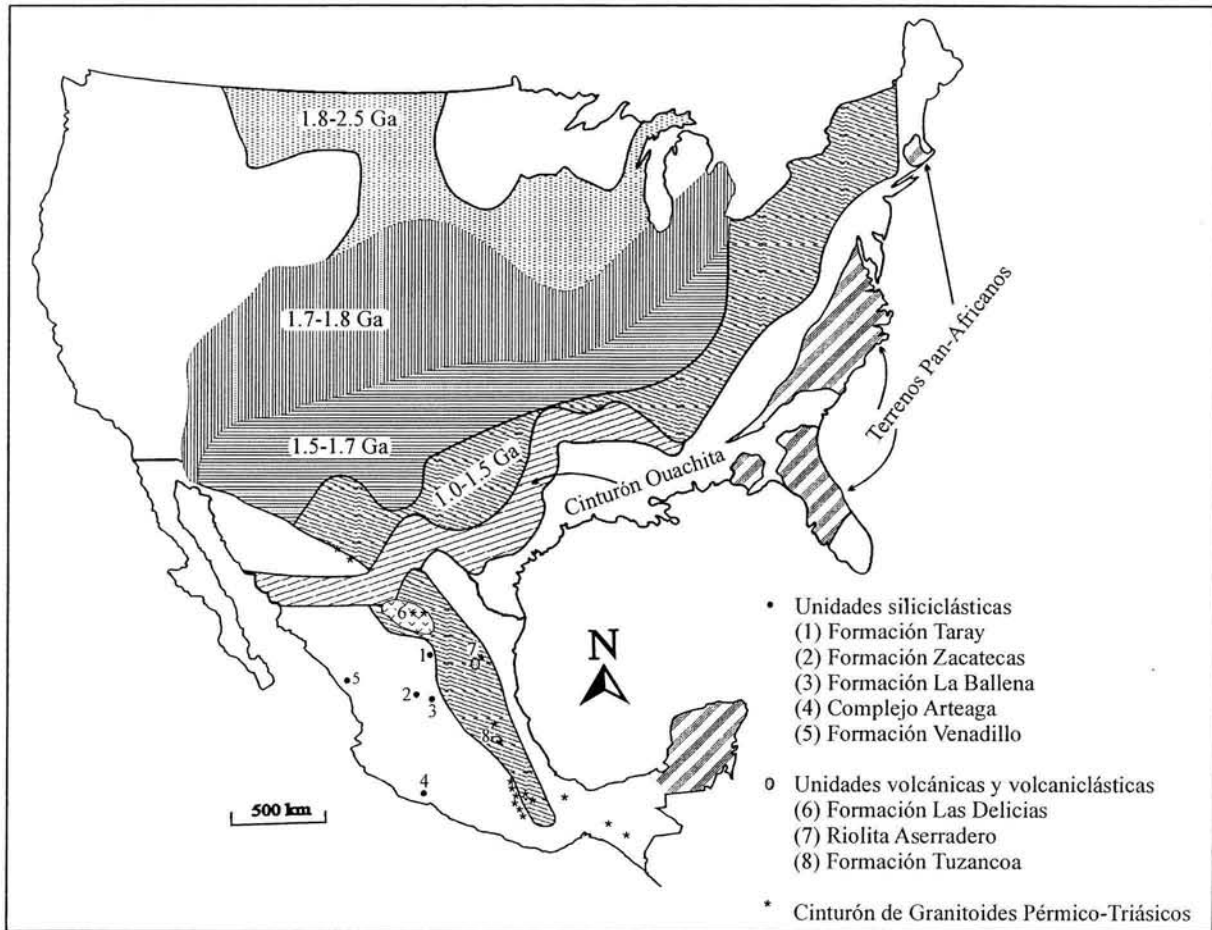 1.8-2.5 Ga
1.7-1.8 Ga
1.5-1.7 Ga
1.0-1.5 Ga
Cinturón Ouachita
Terrenos Pan-Africanos
6
7
1
5
2
3
8
4
N
500 km
• Unidades siliciclásticas
(1) Formación Taray
(2) Formación Zacatecas
(3) Formación La Ballena
(4) Complejo Arteaga
(5) Formación Venadillo
o Unidades volcánicas y volcaniclásticas
(6) Formación Las Delicias
(7) Riolita Aserradero
(8) Formación Tuzancoa
* Cinturón de Granitoides Pérmico-Triásicos